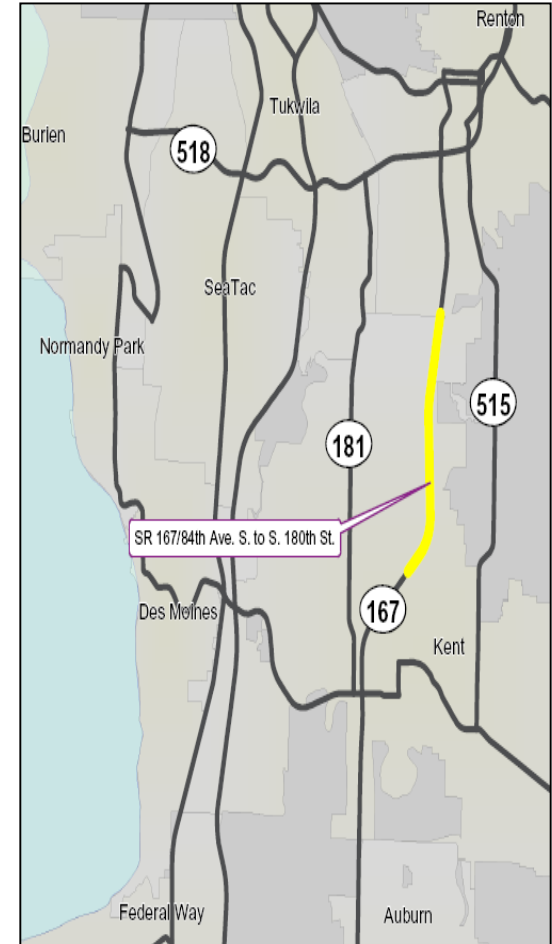 Renton
Tukwila
Burien
518
SeaTac
Normandy Park
515
181
SR 167/84th Ave. S. to S. 180th St.
Des Moines
167
Kent
Federal Way
Auburn